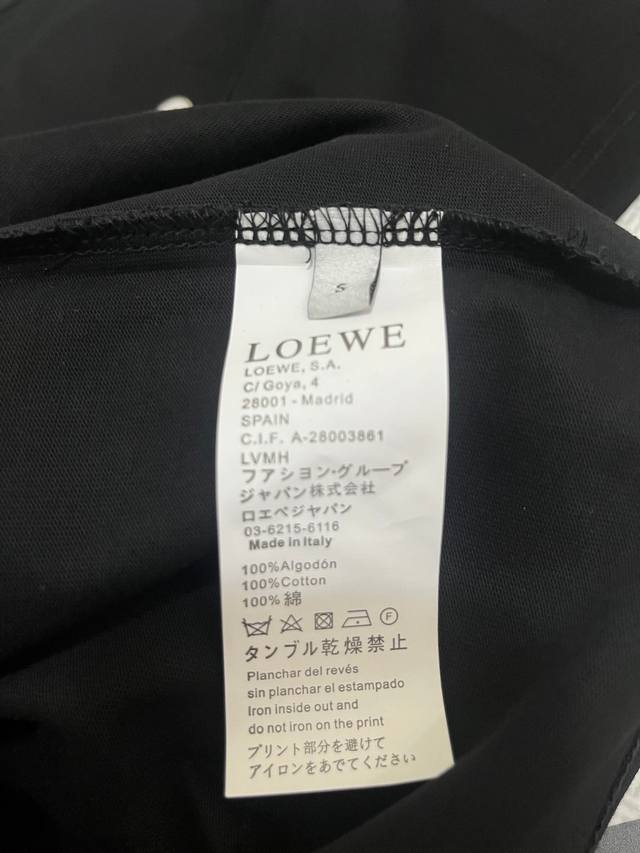 S
LOEWE
LOEWE, S.A.
C/ Goya, 4
28001 - Madrid
SPAIN
C.I.F. A-28003861
LVMH
フアシヨン·グループ
ジャパン株式会社
ロエベジャパン
03-6215-6116
Made in Italy
100%Algodón
100%Cotton
100% 綿
F
タンブル乾燥禁止
Planchar del revés
sin planchar el estampado
Iron inside out and
do not iron on the print
プリント部分を避けて
アイロンをあでてください